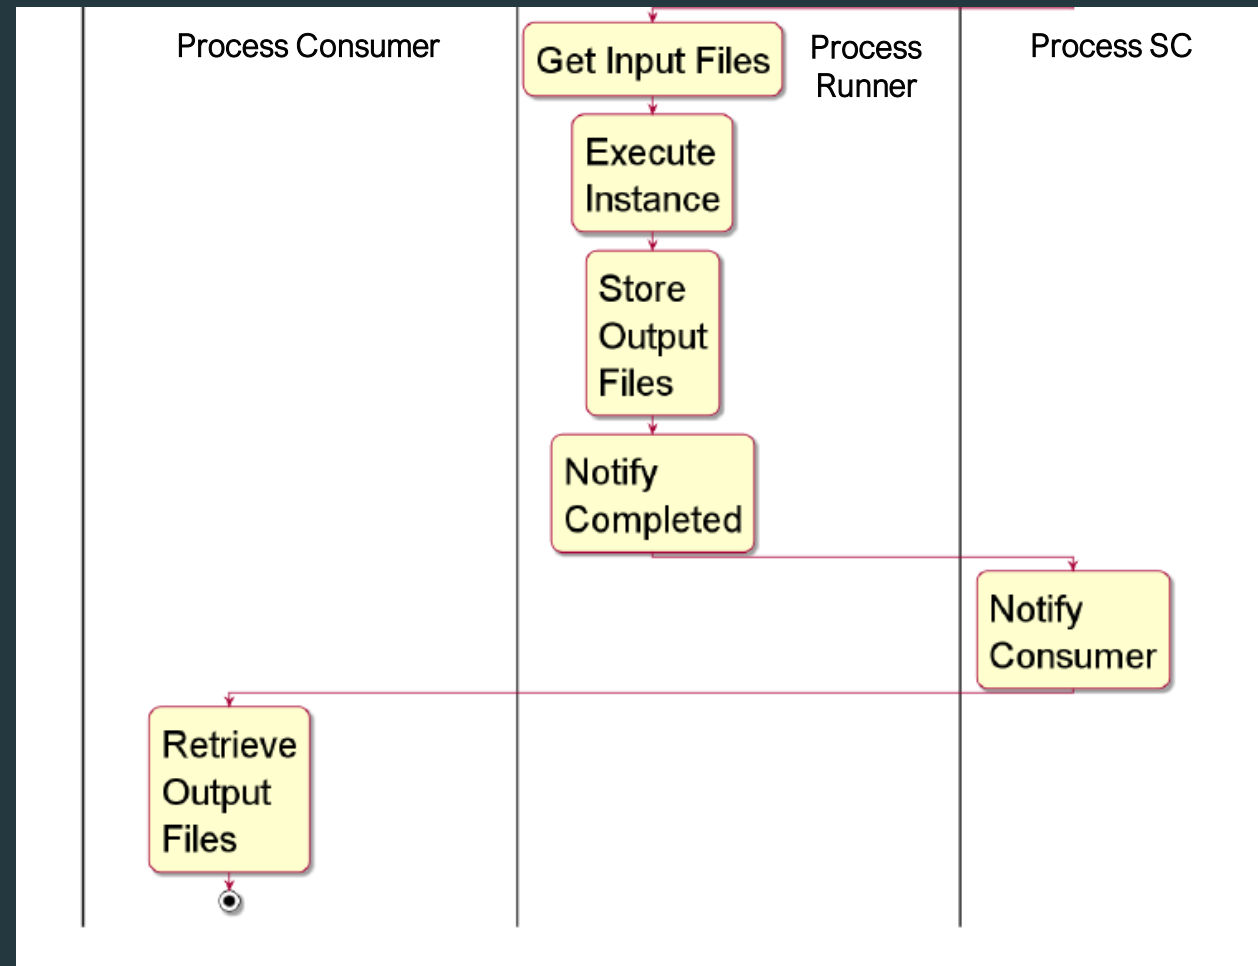 Process Consumer
Get Input Files
Process
Runner
Process SC
Execute
Instance
Store
Output
Files
Notify
Completed
Notify
Consumer
Retrieve
Output
Files